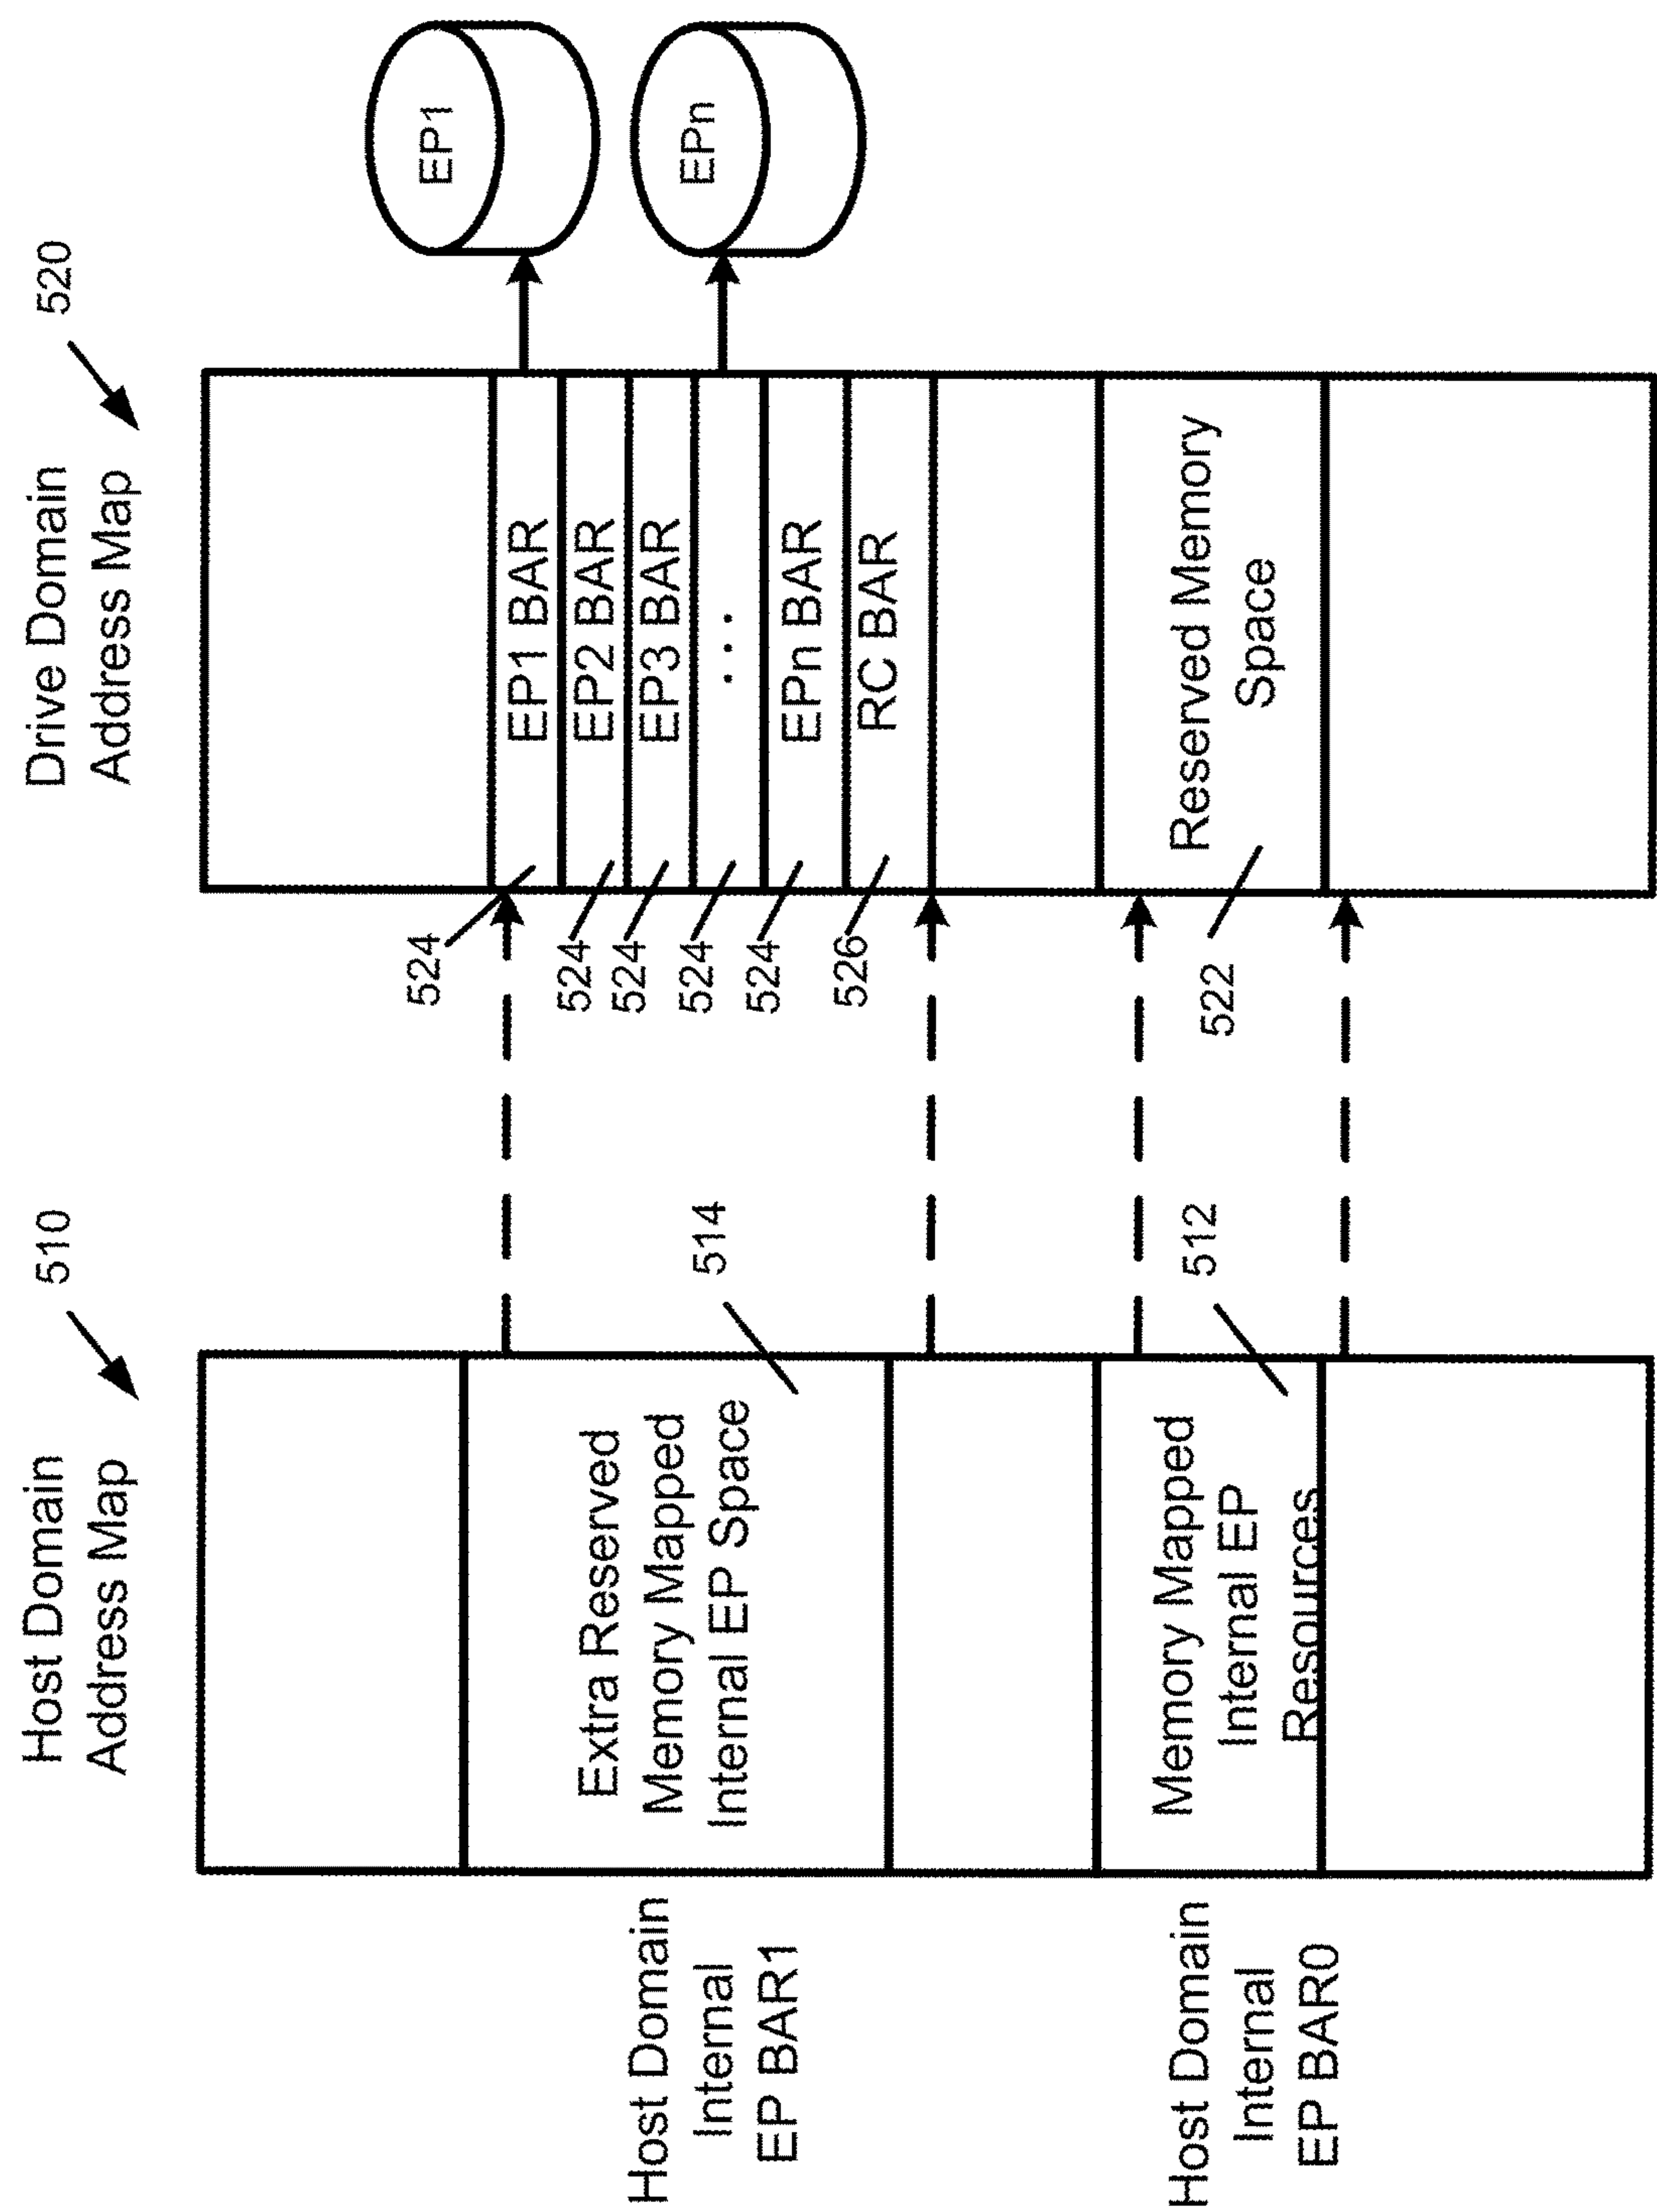 Host Domain
Address Map
510
Drive Domain
Address Map
520
Host Domain
Internal
EP BAR1
Extra Reserved
Memory Mapped
Internal EP Space
514
524
524
524
524
524
526
EP1 BAR
EP2 BAR
EP3 BAR
...
EPn BAR
RC BAR
EP1
EPn
Host Domain
Internal
EP BAR0
Memory Mapped
Internal EP
Resources
512
522
Reserved Memory
Space